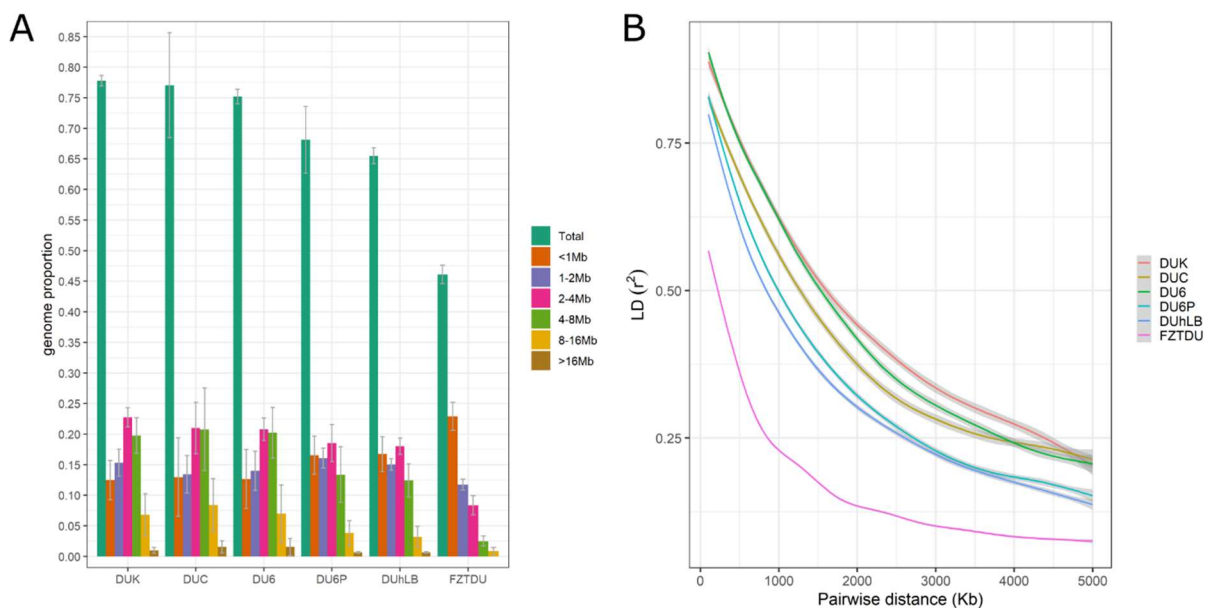 A
0.85
0.80
0.75
0.70
0.65
0.60
0.55
0.50
0.45
0.40
0.35
0.30
0.25
0.20
0.15
0.10
0.05
0.00
genome proportion
DUK DUC DU6 DU6P DUhLB FZTDU
Total
<1Mb
1-2Mb
2-4Mb
4-8Mb
8-16Mb
>16Mb
B
0.75
0.50
0.25
LD (r²)
0 1000 2000 3000 4000 5000
Pairwise distance (Kb)
DUK
DUC
DU6
DU6P
DUhLB
FZTDU